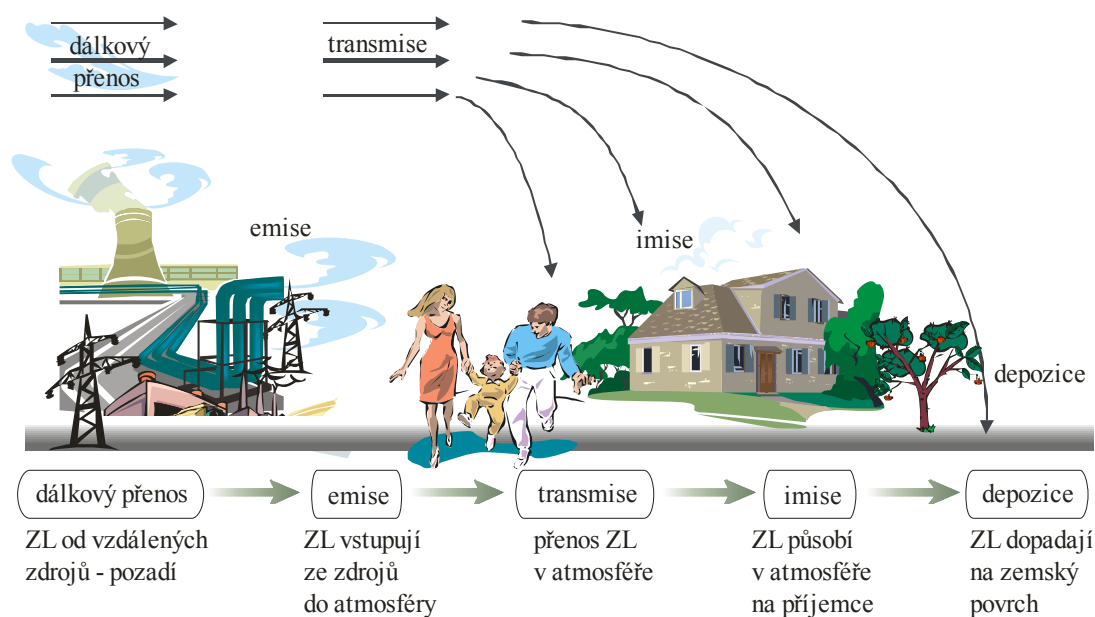 dálkový
přenos
transmise
emise
imise
depozice
dálkový přenos
emise
transmise
imise
depozice
ZL od vzdálených
zdrojů - pozadí
ZL vstupují
ze zdrojů
do atmosféry
přenos ZL
v atmosféře
ZL působí
v atmosféře
na příjemce
ZL dopadají
na zemský
povrch